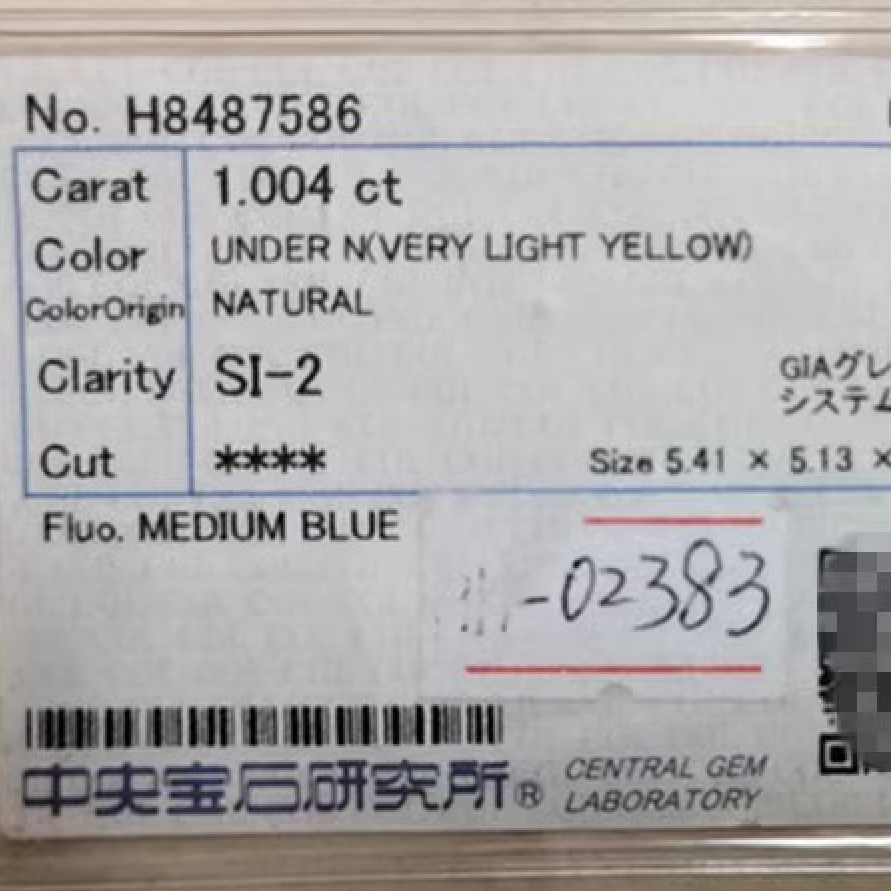 No. H8487586
Carat 1.004 ct
Color UNDER N(VERY LIGHT YELLOW)
ColorOrigin NATURAL
Clarity SI-2
GIAグレ
システム
Cut **** Size 5.41 × 5.13 ×
Fluo. MEDIUM BLUE
-02383
中央宝石研究所® CENTRAL GEM
LABORATORY